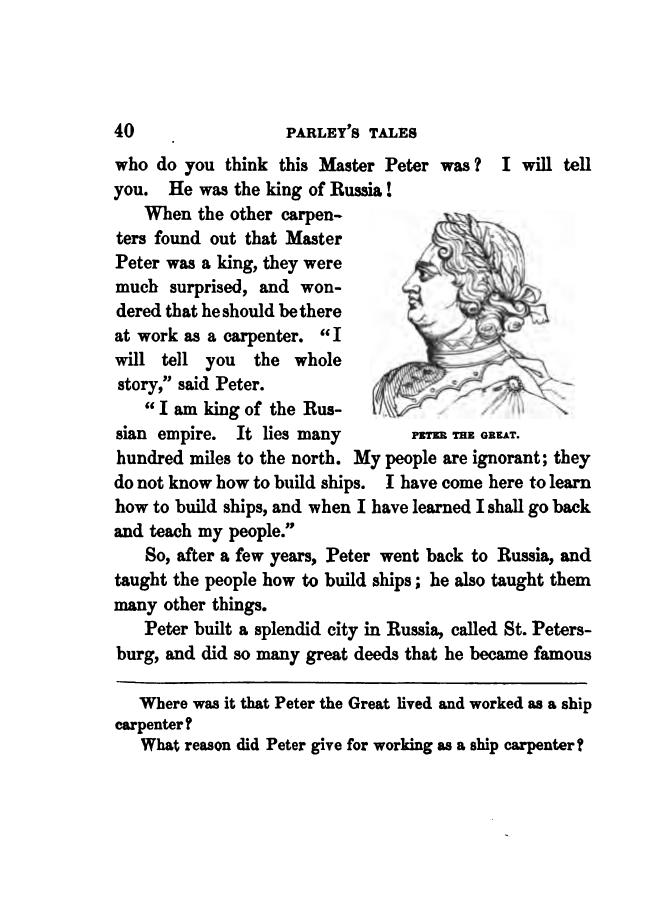 40
PARLEY'S TALES
who do you think this Master Peter was? I will tell
you. He was the king of Russia!
When the other carpen-
ters found out that Master
Peter was a king, they were
much surprised, and won-
dered that he should be there
at work as a carpenter. “I
will tell you the whole
story,” said Peter.
“I am king of the Rus-
sian empire. It lies many
PETER THE GREAT.
hundred miles to the north. My people are ignorant; they
do not know how to build ships. I have come here to learn
how to build ships, and when I have learned I shall go back
and teach my people.”
So, after a few years, Peter went back to Russia, and
taught the people how to build ships; he also taught them
many other things.
Peter built a splendid city in Russia, called St. Peters-
burg, and did so many great deeds that he became famous
Where was it that Peter the Great lived and worked as a ship
carpenter?
What reason did Peter give for working as a ship carpenter?